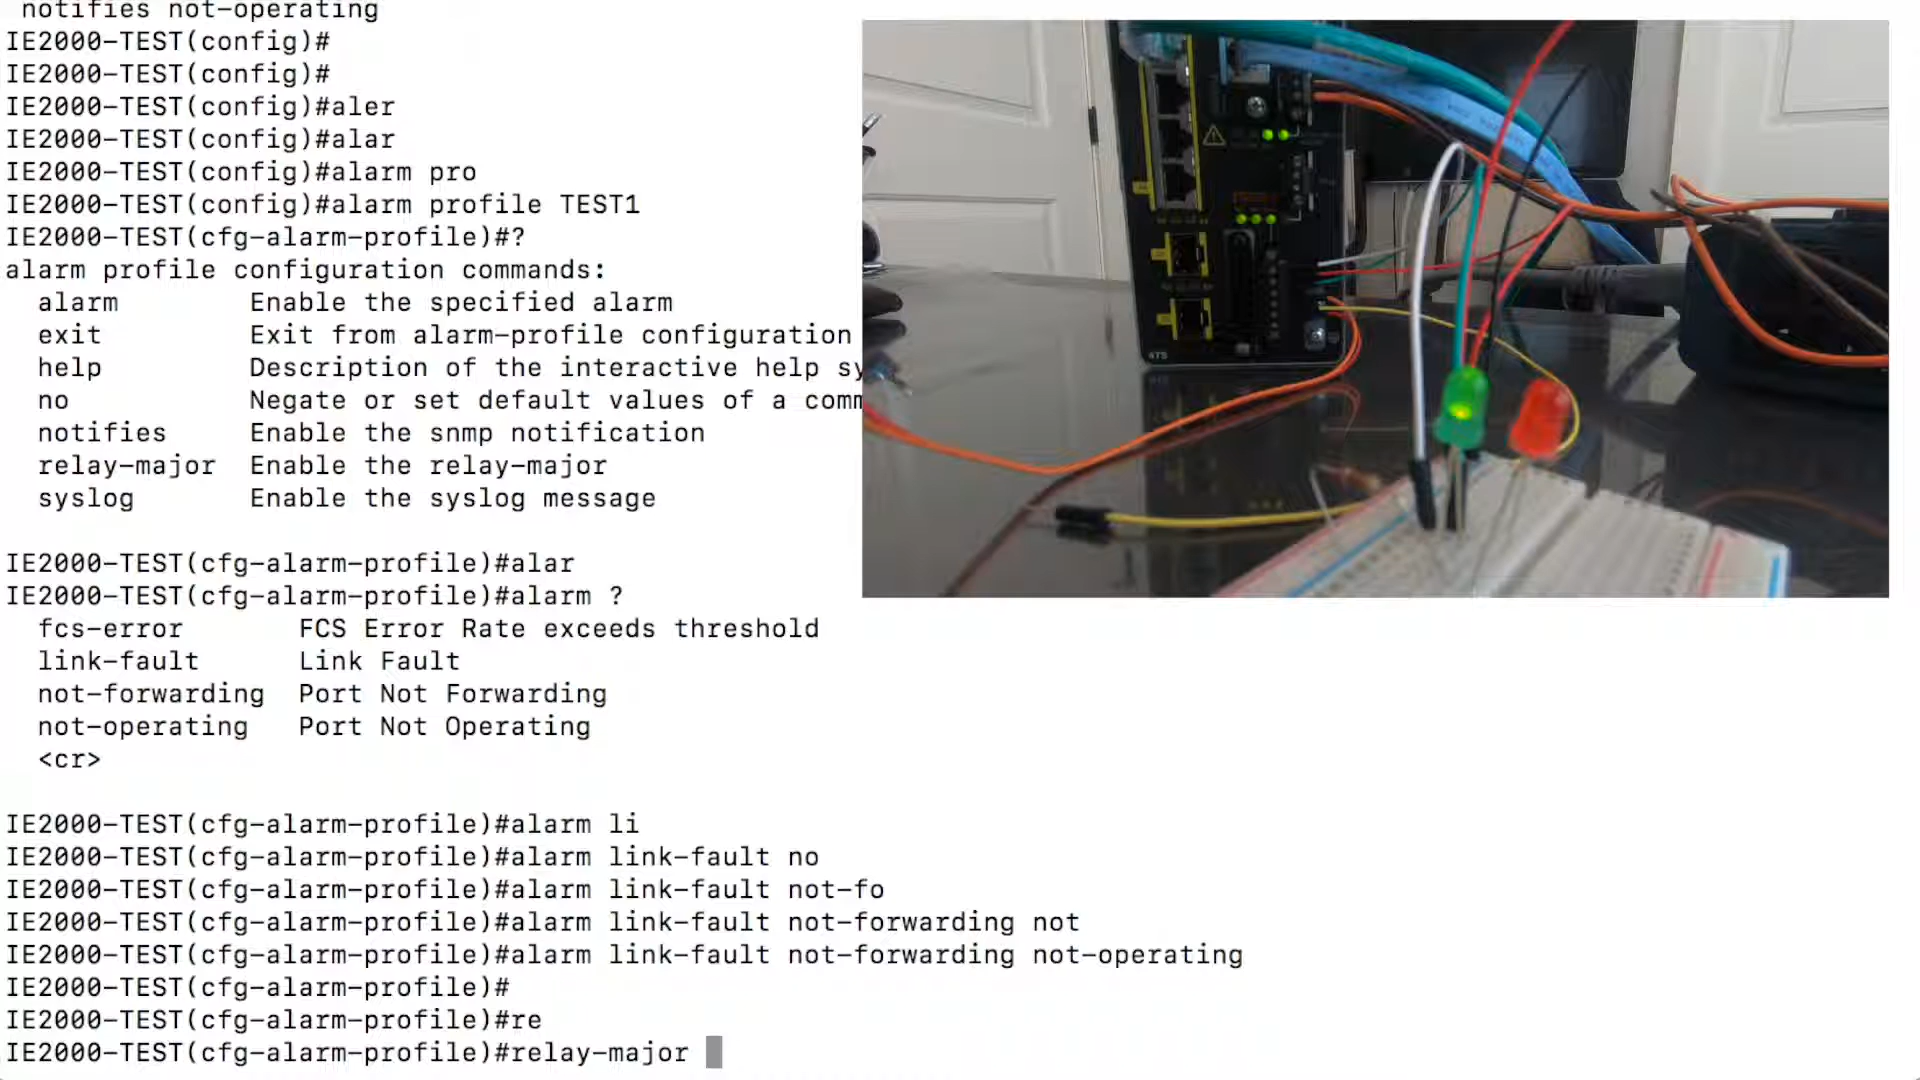 notifies not-operating
IE2000-TEST(config)#
IE2000-TEST(config)#
IE2000-TEST(config)#aler
IE2000-TEST(config)#alar
IE2000-TEST(config)#alarm pro
IE2000-TEST(config)#alarm profile TEST1
IE2000-TEST(cfg-alarm-profile)#?
alarm profile configuration commands:
alarm Enable the specified alarm
exit Exit from alarm-profile configuration
help Description of the interactive help sy
no Negate or set default values of a comm
notifies Enable the snmp notification
relay-major Enable the relay-major
syslog Enable the syslog message
IE2000-TEST(cfg-alarm-profile)#alar
IE2000-TEST(cfg-alarm-profile)#alarm ?
fcs-error FCS Error Rate exceeds threshold
link-fault Link Fault
not-forwarding Port Not Forwarding
not-operating Port Not Operating
<cr>
IE2000-TEST(cfg-alarm-profile)#alarm li
IE2000-TEST(cfg-alarm-profile)#alarm link-fault no
IE2000-TEST(cfg-alarm-profile)#alarm link-fault not-fo
IE2000-TEST(cfg-alarm-profile)#alarm link-fault not-forwarding not
IE2000-TEST(cfg-alarm-profile)#alarm link-fault not-forwarding not-operating
IE2000-TEST(cfg-alarm-profile)#
IE2000-TEST(cfg-alarm-profile)#re
IE2000-TEST(cfg-alarm-profile)#relay-major